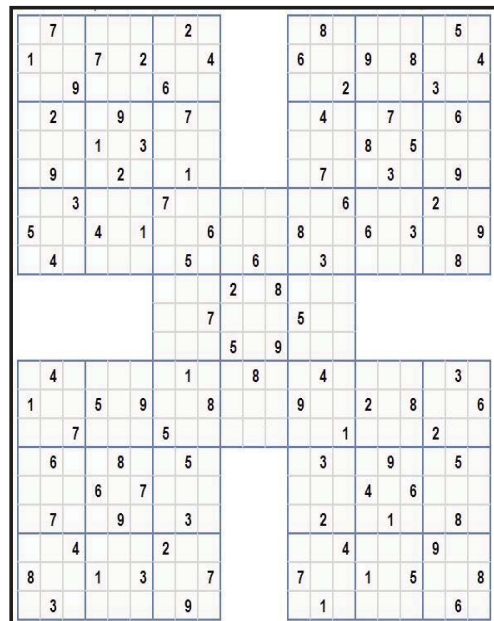 7 2 8 5
1 7 2 4 6 9 8 4
9 6 2 3
2 9 7 4 7 6
1 3 8 5
9 2 1 7 3 9
3 7 6 2
5 4 1 6 8 6 3 9
4 5 6 3 8
2 8
7 5
5 9
4 1 8 4 3
1 5 9 8 9 2 8 6
7 5 1 2
6 8 5 3 9 5
6 7 4 6
7 9 3 2 1 8
4 2 4 9
8 1 3 7 7 1 5 8
3 9 1 6